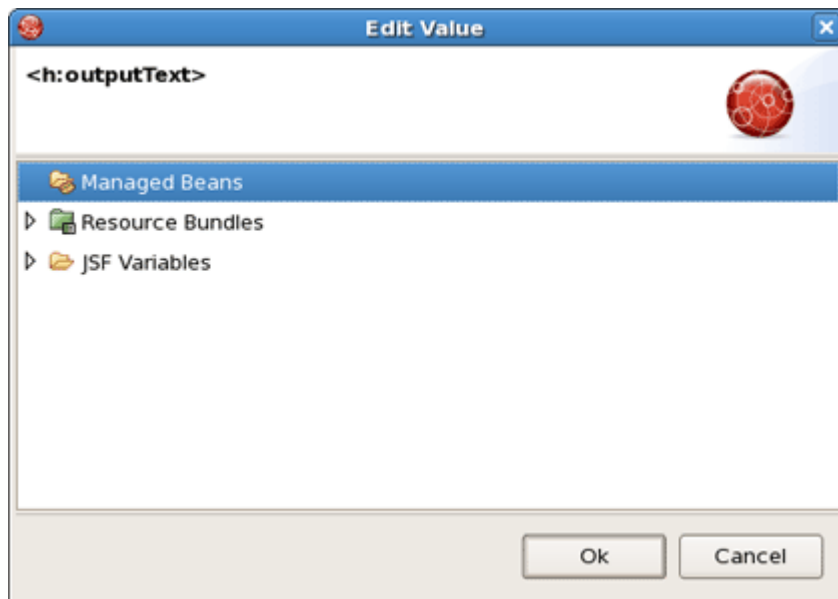 Edit Value
<h:outputText>
Managed Beans
Resource Bundles
JSF Variables
Ok
Cancel